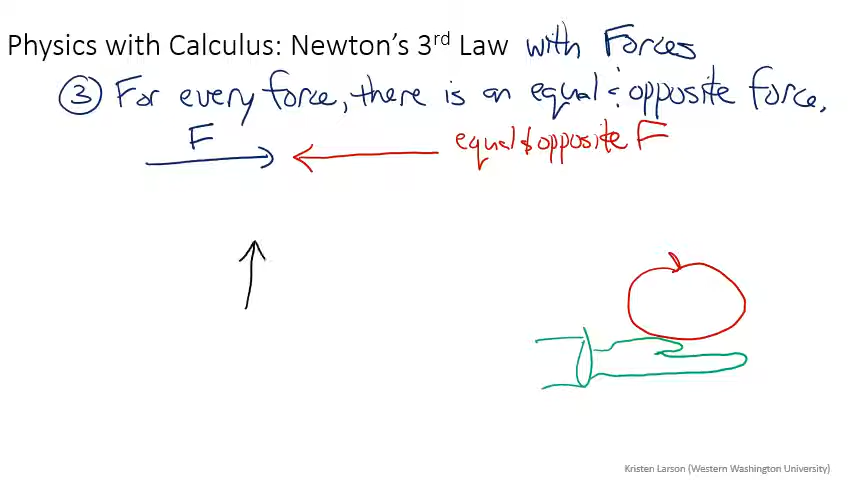 Physics with Calculus: Newton's 3rd Law with Forces
③ For every force, there is an equal & opposite force.
F
equal & opposite F
Kristen Larson (Western Washington University)